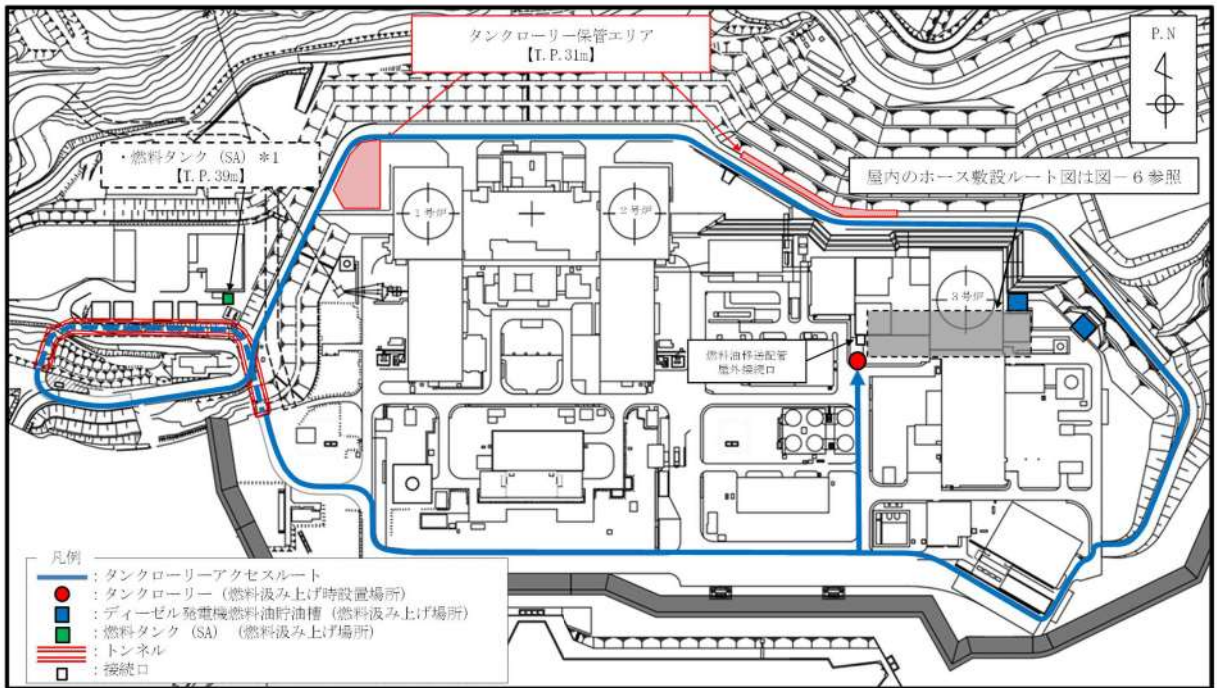 タンクローリー保管エリア
【T.P.31m】
P.N
・燃料タンク（SA）＊1
【T.P.39m】
屋内のホース敷設ルート図は図－6参照
1号炉
2号炉
3号炉
燃料油移送配管
屋外接続口
凡例
：タンクローリーアクセスルート
：タンクローリー（燃料汲み上げ時設置場所）
：ディーゼル発電機燃料油貯油槽（燃料汲み上げ場所）
：燃料タンク（SA）（燃料汲み上げ場所）
：トンネル
：接続口